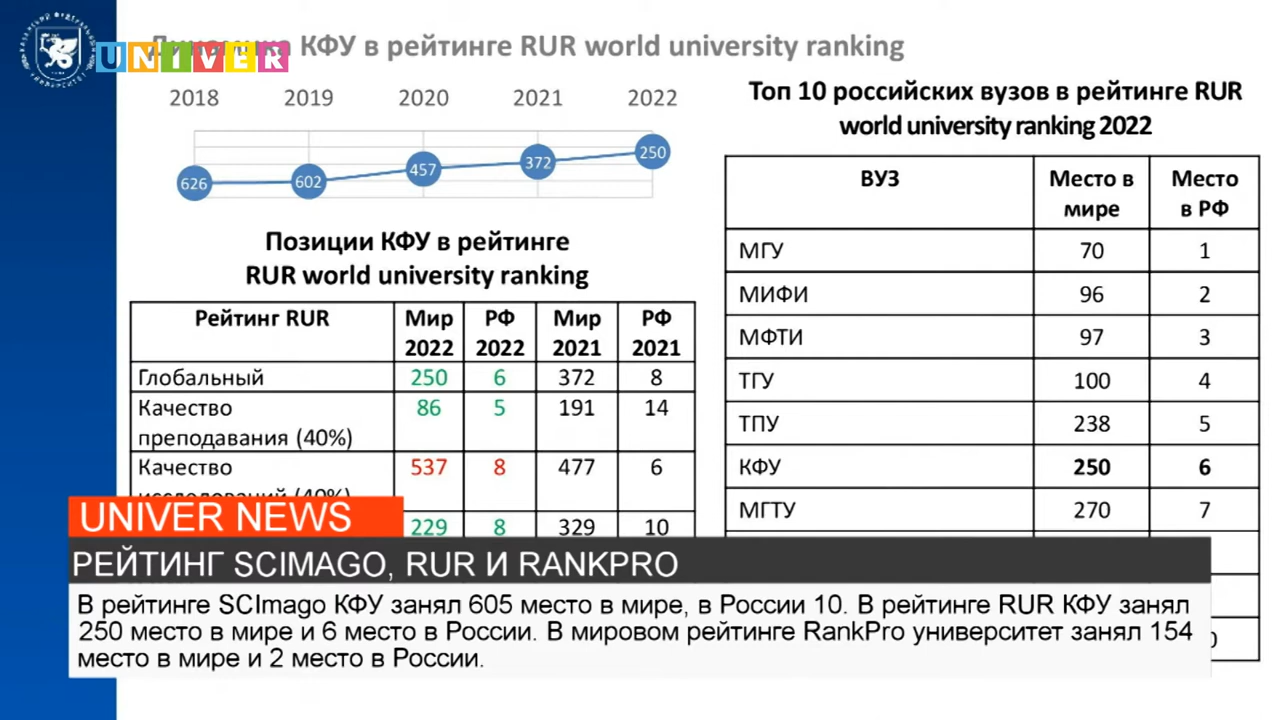 UNIVER
КФУ в рейтинге RUR world university ranking
2018 2019 2020 2021 2022
626 602 457 372 250
Позиции КФУ в рейтинге
RUR world university ranking
Рейтинг RUR Мир 2022 РФ 2022 Мир 2021 РФ 2021
Глобальный 250 6 372 8
Качество
преподавания (40%) 86 5 191 14
Качество 537 8 477 6
229 8 329 10
Топ 10 российских вузов в рейтинге RUR
world university ranking 2022
ВУЗ Место в мире Место в РФ
МГУ 70 1
МИФИ 96 2
МФТИ 97 3
ТГУ 100 4
ТПУ 238 5
КФУ 250 6
МГТУ 270 7
UNIVER NEWS
РЕЙТИНГ SCIMAGO, RUR И RANKPRO
В рейтинге SCImago КФУ занял 605 место в мире, в России 10. В рейтинге RUR КФУ занял
250 место в мире и 6 место в России. В мировом рейтинге RankPro университет занял 154
место в мире и 2 место в России.